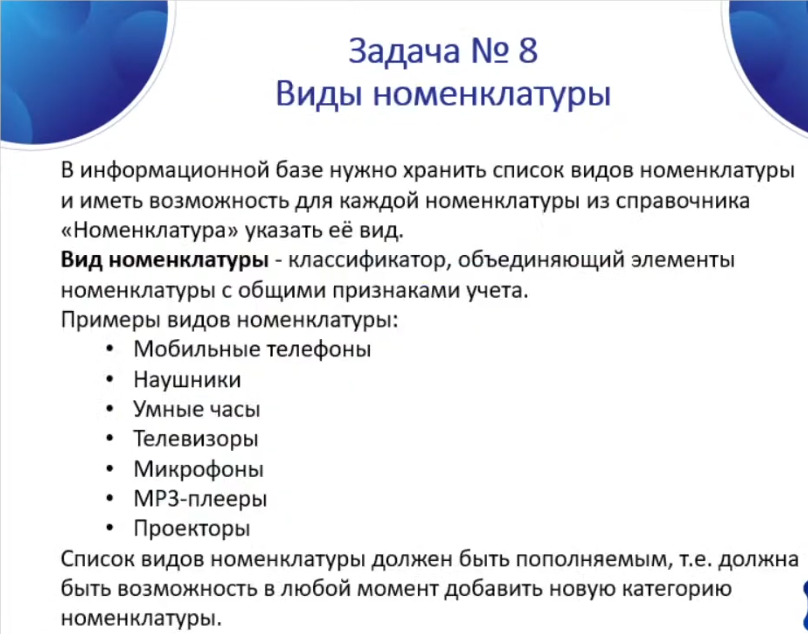 Задача № 8
Виды номенклатуры
В информационной базе нужно хранить список видов номенклатуры
и иметь возможность для каждой номенклатуры из справочника
«Номенклатура» указать её вид.
Вид номенклатуры - классификатор, объединяющий элементы
номенклатуры с общими признаками учета.
Примеры видов номенклатуры:
• Мобильные телефоны
• Наушники
• Умные часы
• Телевизоры
• Микрофоны
• MP3-плееры
• Проекторы
Список видов номенклатуры должен быть пополняемым, т.е. должна
быть возможность в любой момент добавить новую категорию
номенклатуры.